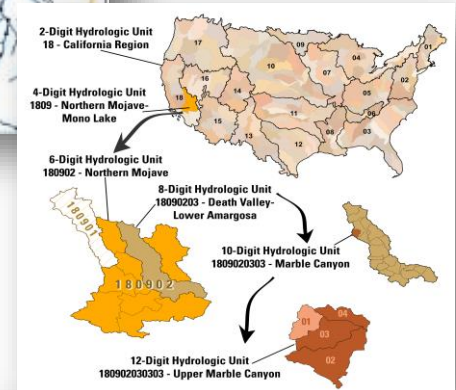 2-Digit Hydrologic Unit
18 - California Region
4-Digit Hydrologic Unit
1809 - Northern Mojave-
Mono Lake
17
16
18
14
15
13
10
09
07
04
05
06
11
12
08
03
02
01
6-Digit Hydrologic Unit
180902 - Northern Mojave
8-Digit Hydrologic Unit
18090203 - Death Valley-
Lower Amargosa
180901
180902
10-Digit Hydrologic Unit
1809020303 - Marble Canyon
01
04
03
02
12-Digit Hydrologic Unit
180902030303 - Upper Marble Canyon